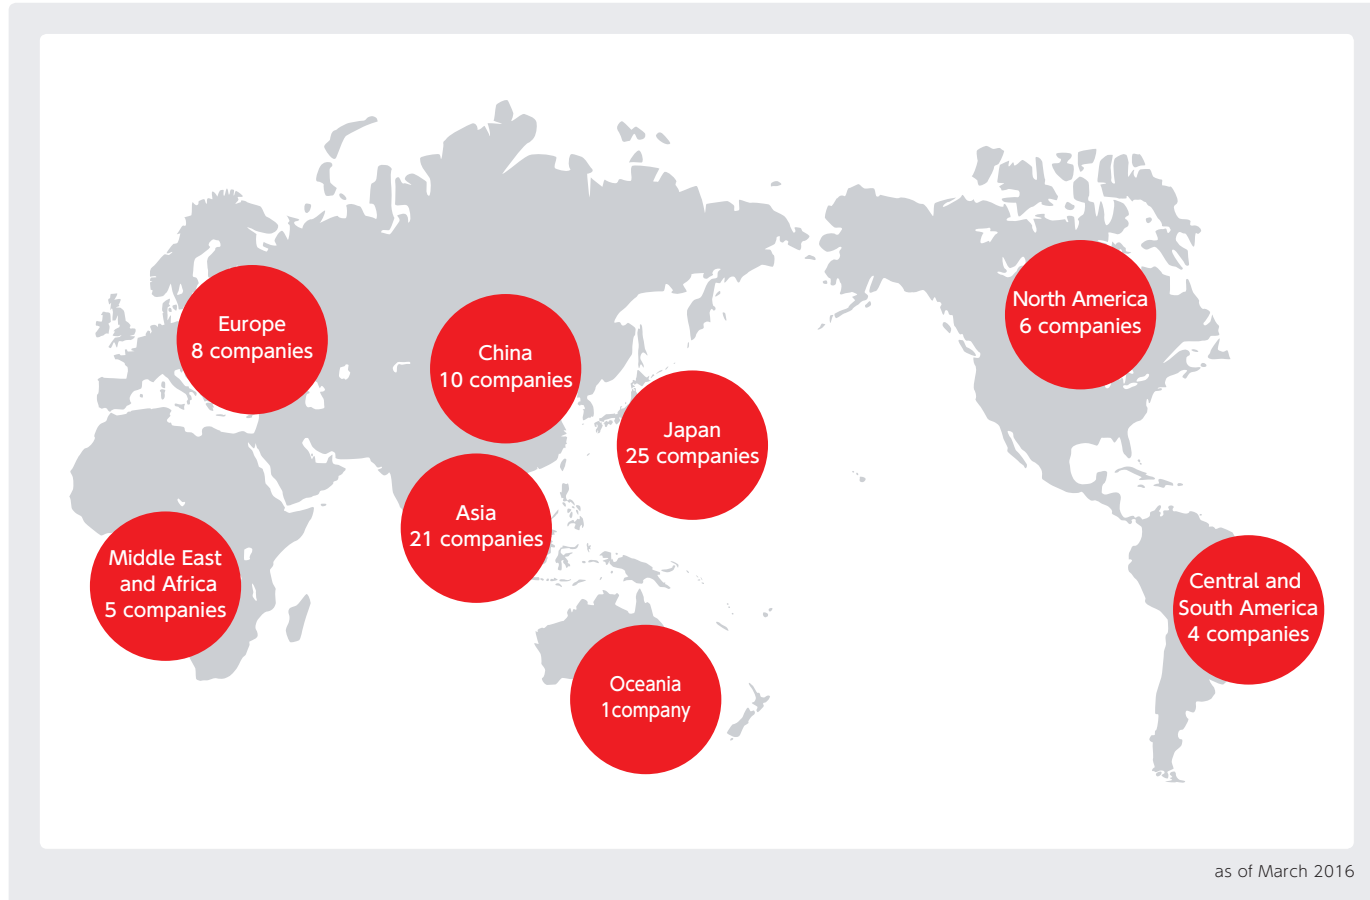 Europe
8 companies
China
10 companies
North America
6 companies
Japan
25 companies
Asia
21 companies
Middle East
and Africa
5 companies
Central and
South America
4 companies
Oceania
1company
as of March 2016